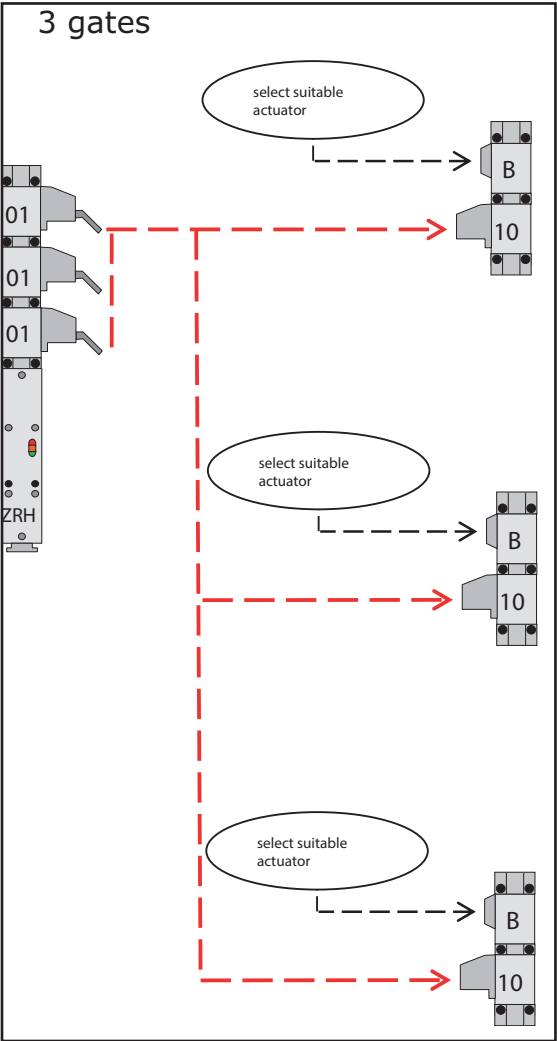 3 gates
select suitable
actuator
B
01
10
01
01
select suitable
actuator
ZRH
B
10
select suitable
actuator
B
10